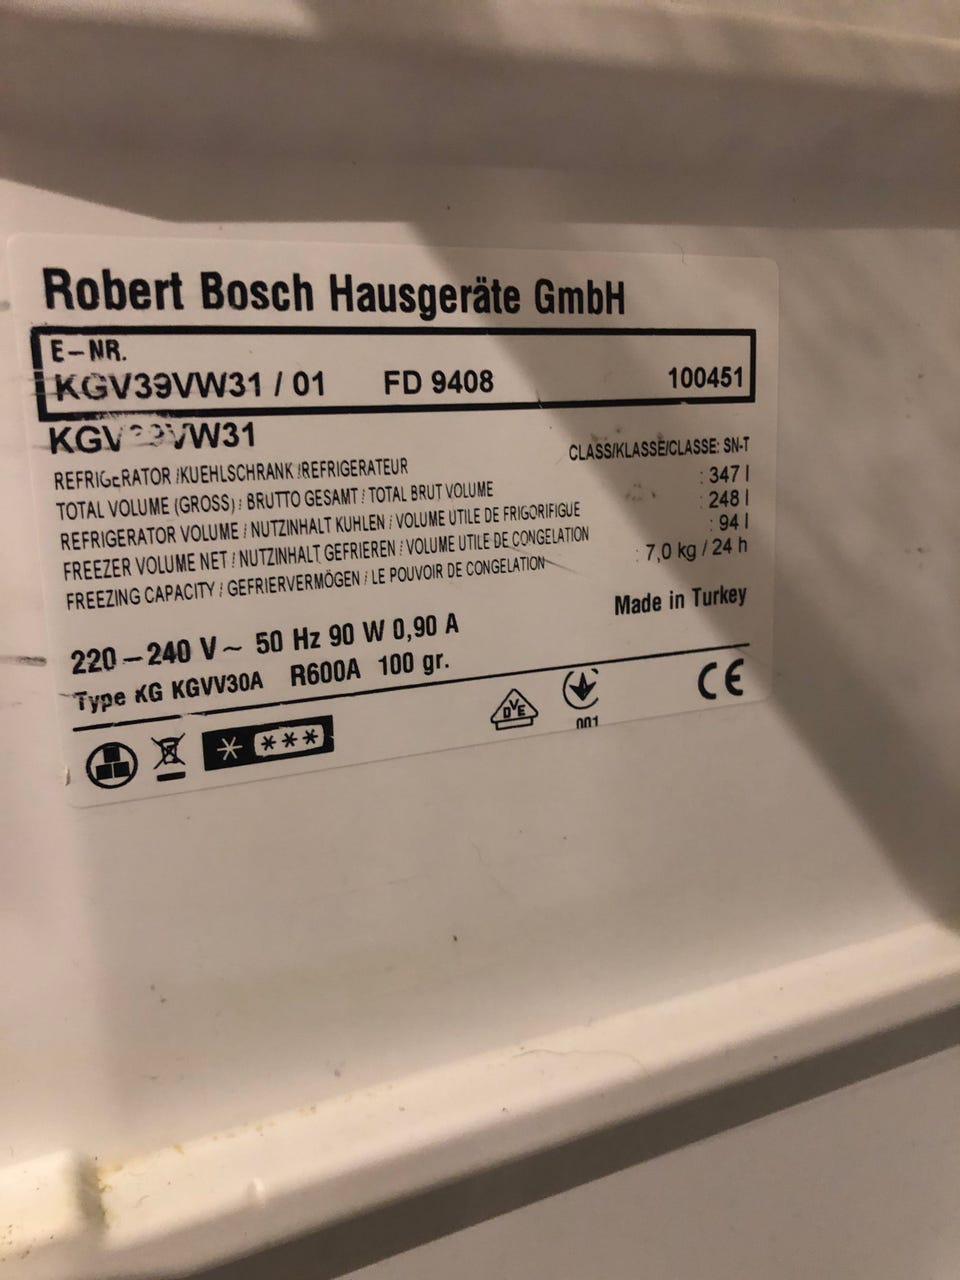 Robert Bosch Hausgeräte GmbH
E-NR.
KGV39VW31 / 01 FD 9408 100451
KGV39VW31
CLASS/KLASSE/CLASSE: SN-T
REFRIGERATOR /KUEHLSCHRANK /REFRIGERATEUR
TOTAL VOLUME (GROSS) / BRUTTO GESAMT / TOTAL BRUT VOLUME : 347 l
REFRIGERATOR VOLUME / NUTZINHALT KUHLEN / VOLUME UTILE DE FRIGORIFIGUE : 248 l
FREEZER VOLUME NET / NUTZINHALT GEFRIEREN / VOLUME UTILE DE CONGELATION : 94 l
FREEZING CAPACITY / GEFRIERVERMÖGEN / LE POUVOIR DE CONGELATION : 7,0 kg / 24 h
Made in Turkey
220-240 V~ 50 Hz 90 W 0,90 A
Type KG KGVV30A R600A 100 gr.
DVE
001
CE